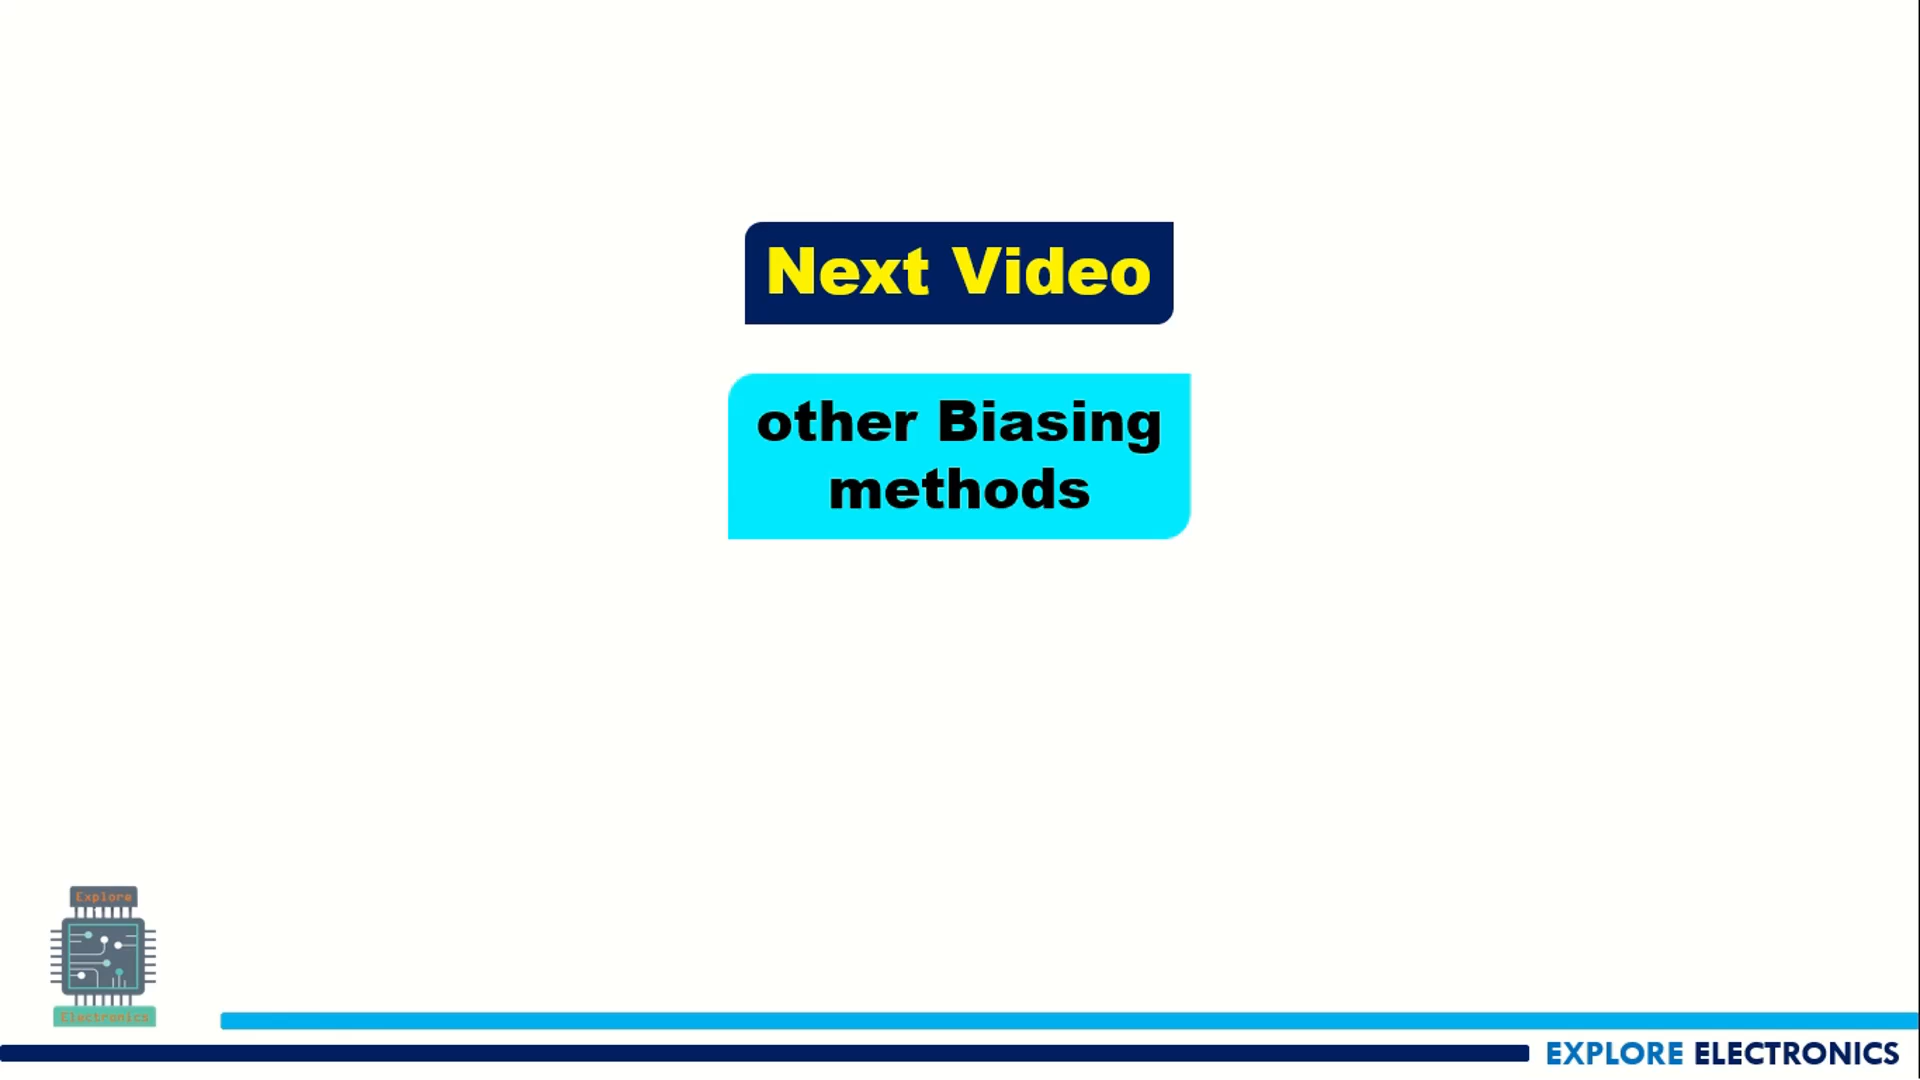 Next Video
other Biasing
methods
Explore
Electronics
EXPLORE ELECTRONICS